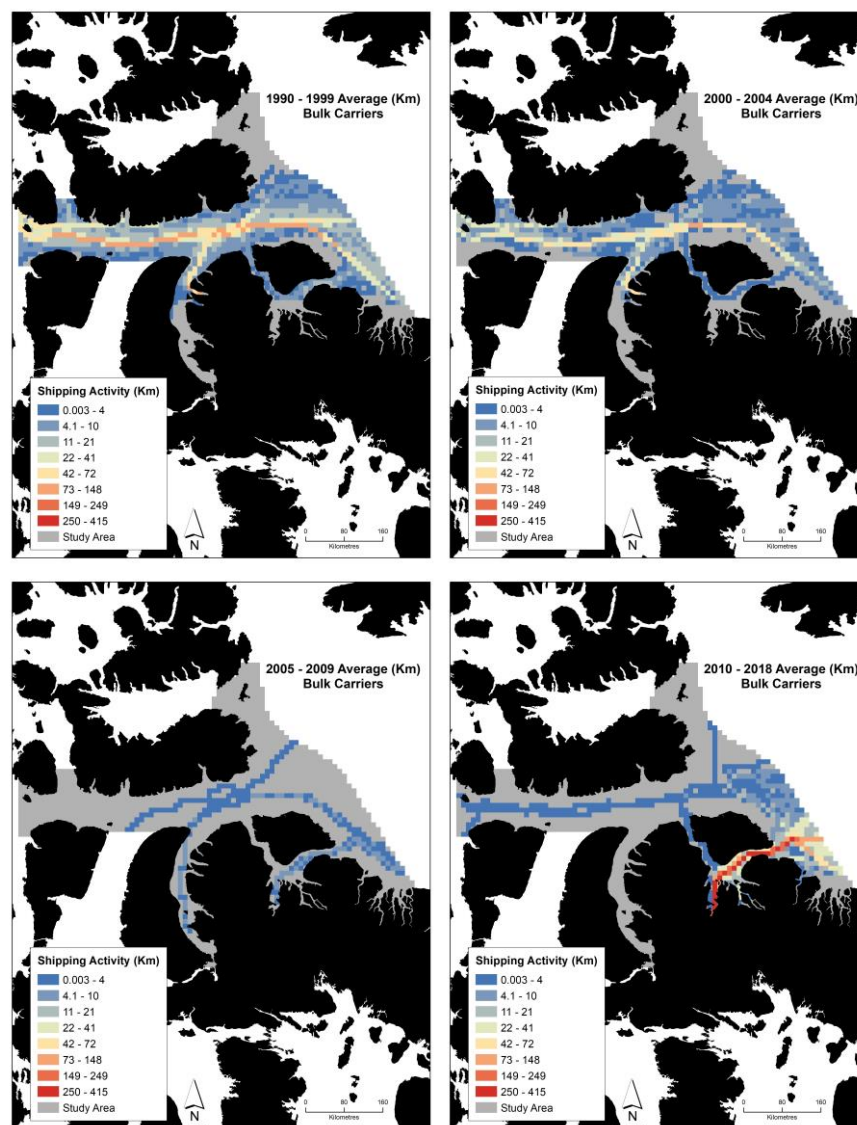 1990 - 1999 Average (Km)
Bulk Carriers
Shipping Activity (Km)
0.003 - 4
4.1 - 10
11 - 21
22 - 41
42 - 72
73 - 148
149 - 249
250 - 415
Study Area
N
0 80 160
Kilometres
2000 - 2004 Average (Km)
Bulk Carriers
Shipping Activity (Km)
0.003 - 4
4.1 - 10
11 - 21
22 - 41
42 - 72
73 - 148
149 - 249
250 - 415
Study Area
N
0 80 160
Kilometres
2005 - 2009 Average (Km)
Bulk Carriers
Shipping Activity (Km)
0.003 - 4
4.1 - 10
11 - 21
22 - 41
42 - 72
73 - 148
149 - 249
250 - 415
Study Area
N
0 80 160
Kilometres
2010 - 2018 Average (Km)
Bulk Carriers
Shipping Activity (Km)
0.003 - 4
4.1 - 10
11 - 21
22 - 41
42 - 72
73 - 148
149 - 249
250 - 415
Study Area
N
0 80 160
Kilometres